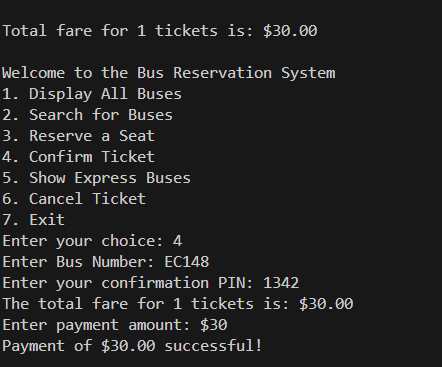 Total fare for 1 tickets is: $30.00
Welcome to the Bus Reservation System
1. Display All Buses
2. Search for Buses
3. Reserve a Seat
4. Confirm Ticket
5. Show Express Buses
6. Cancel Ticket
7. Exit
Enter your choice: 4
Enter Bus Number: EC148
Enter your confirmation PIN: 1342
The total fare for 1 tickets is: $30.00
Enter payment amount: $30
Payment of $30.00 successful!